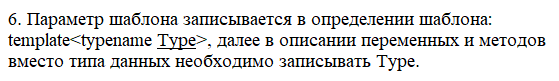 6. Параметр шаблона записывается в определении шаблона:
template<typename Type>, далее в описании переменных и методов
вместо типа данных необходимо записывать Type.